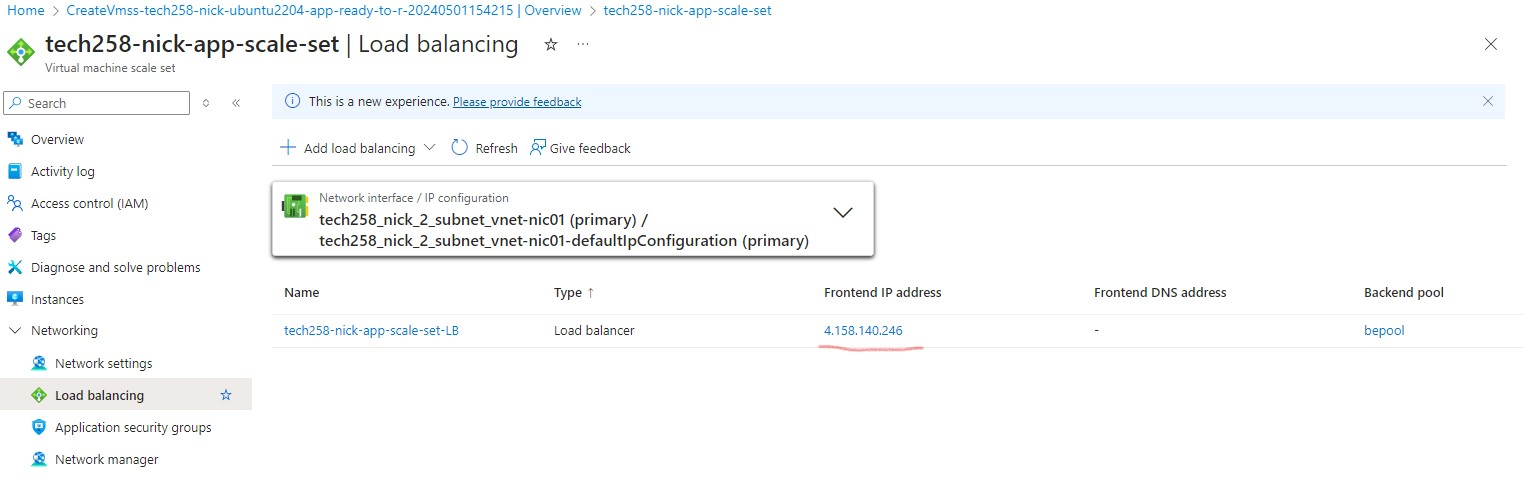 Home > CreateVmss-tech258-nick-ubuntu2204-app-ready-to-r-20240501154215 | Overview > tech258-nick-app-scale-set
tech258-nick-app-scale-set | Load balancing
Virtual machine scale set
Search
This is a new experience. Please provide feedback
Overview
Add load balancing Refresh Give feedback
Activity log
Access control (IAM)
Network interface / IP configuration
tech258_nick_2_subnet_vnet-nic01 (primary) /
tech258_nick_2_subnet_vnet-nic01-defaultIpConfiguration (primary)
Tags
Diagnose and solve problems
Instances
Networking
Network settings
Load balancing
Application security groups
Network manager
Name Type ↑ Frontend IP address Frontend DNS address Backend pool
tech258-nick-app-scale-set-LB Load balancer 4.158.140.246 - bepool